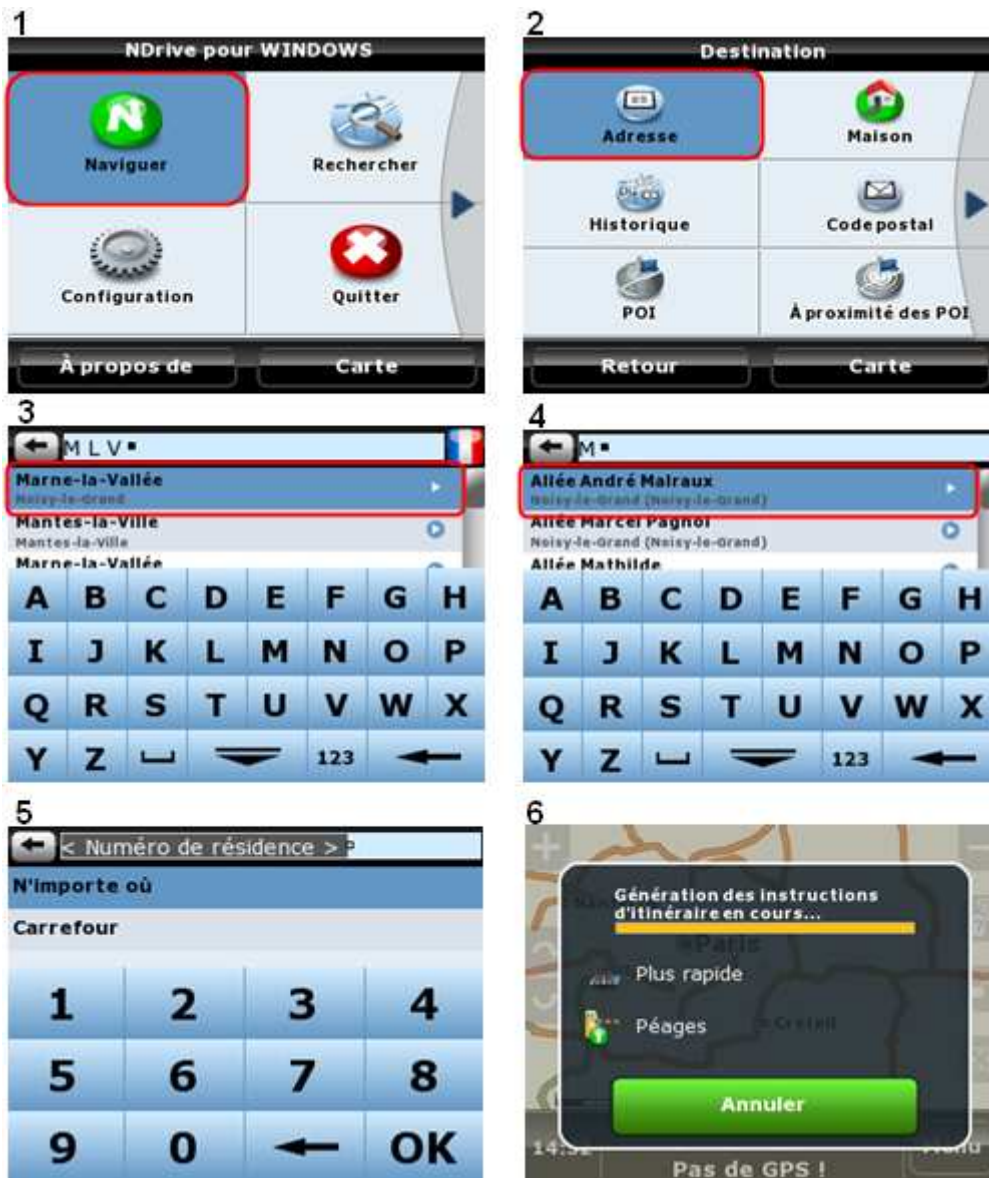 1
NDrive pour WINDOWS
Naviguer
Rechercher
Configuration
Quitter
À propos de
Carte
2
Destination
Adresse
Maison
Historique
Code postal
POI
À proximité des POI
Retour
Carte
3
M L V
Marne-la-Vallée
Noisy-le-Grand
Mantes-la-Ville
Mantes-la-Ville
Marne-la-Vallée
A B C D E F G H
I J K L M N O P
Q R S T U V W X
Y Z 123
4
M
Allée André Malraux
Noisy-le-Grand (Noisy-le-Grand)
Allée Marcel Pagnol
Noisy-le-Grand (Noisy-le-Grand)
Allée Mathilde
A B C D E F G H
I J K L M N O P
Q R S T U V W X
Y Z 123
5
< Numéro de résidence >
N'importe où
Carrefour
1 2 3 4
5 6 7 8
9 0 OK
6
Génération des instructions
d'itinéraire en cours...
Paris
Plus rapide
Péages
Créteil
Annuler
Menu
Pas de GPS !